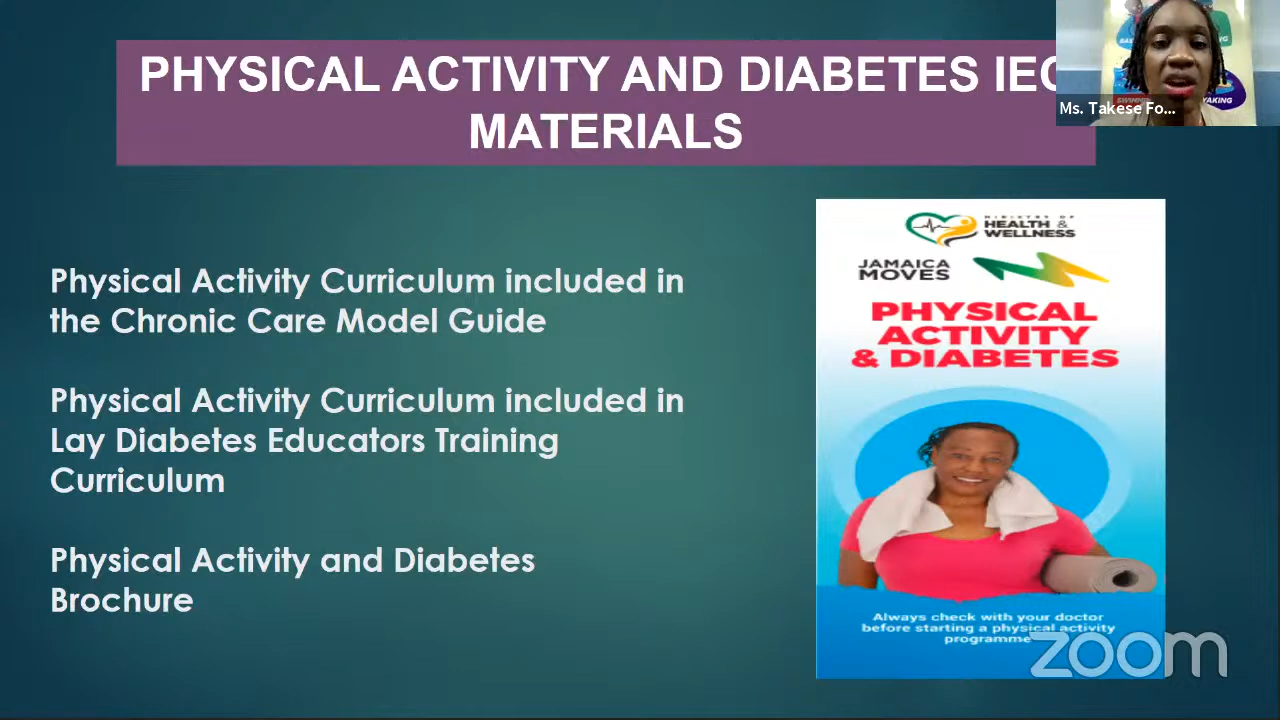 PHYSICAL ACTIVITY AND DIABETES IEC
MATERIALS
Ms. Takese Fo...
Physical Activity Curriculum included in
the Chronic Care Model Guide
Physical Activity Curriculum included in
Lay Diabetes Educators Training
Curriculum
Physical Activity and Diabetes
Brochure
MINISTRY OF
HEALTH &
WELLNESS
JAMAICA
MOVES
PHYSICAL
ACTIVITY
& DIABETES
Always check with your doctor
before starting a physical activity
programme
zoom